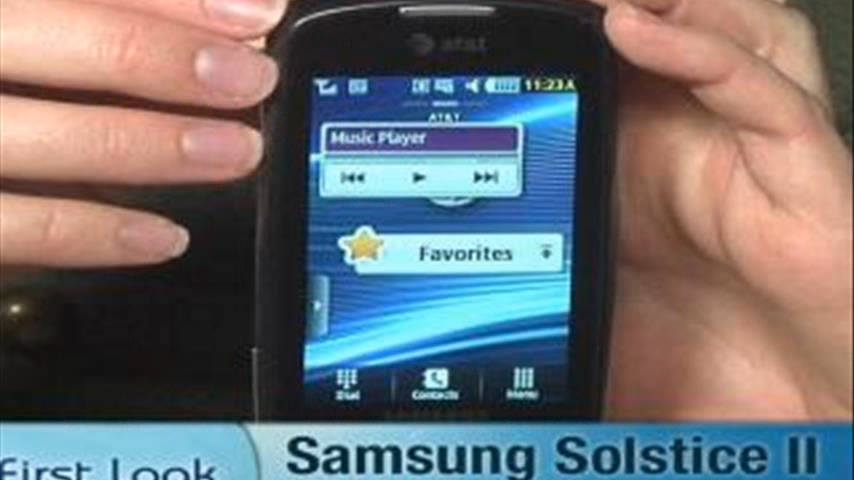 at&t
11:23A
AT&T
Music Player
Favorites
Dial Contacts Menu
First Look
Samsung Solstice II